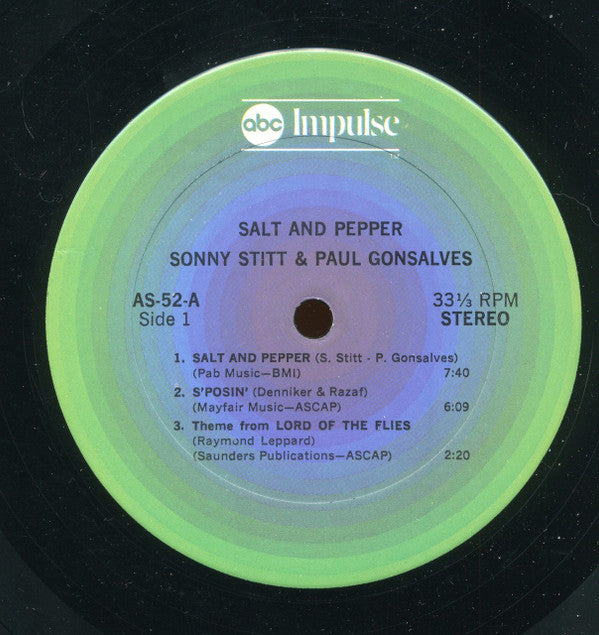 abc Impulse
SALT AND PEPPER
SONNY STITT & PAUL GONSALVES
AS-52-A 33⅓ RPM
Side 1 STEREO
1. SALT AND PEPPER (S. Stitt - P. Gonsalves)
(Pab Music—BMI) 7:40
2. S'POSIN' (Denniker & Razaf)
(Mayfair Music—ASCAP) 6:09
3. Theme from LORD OF THE FLIES
(Raymond Leppard)
(Saunders Publications—ASCAP) 2:20